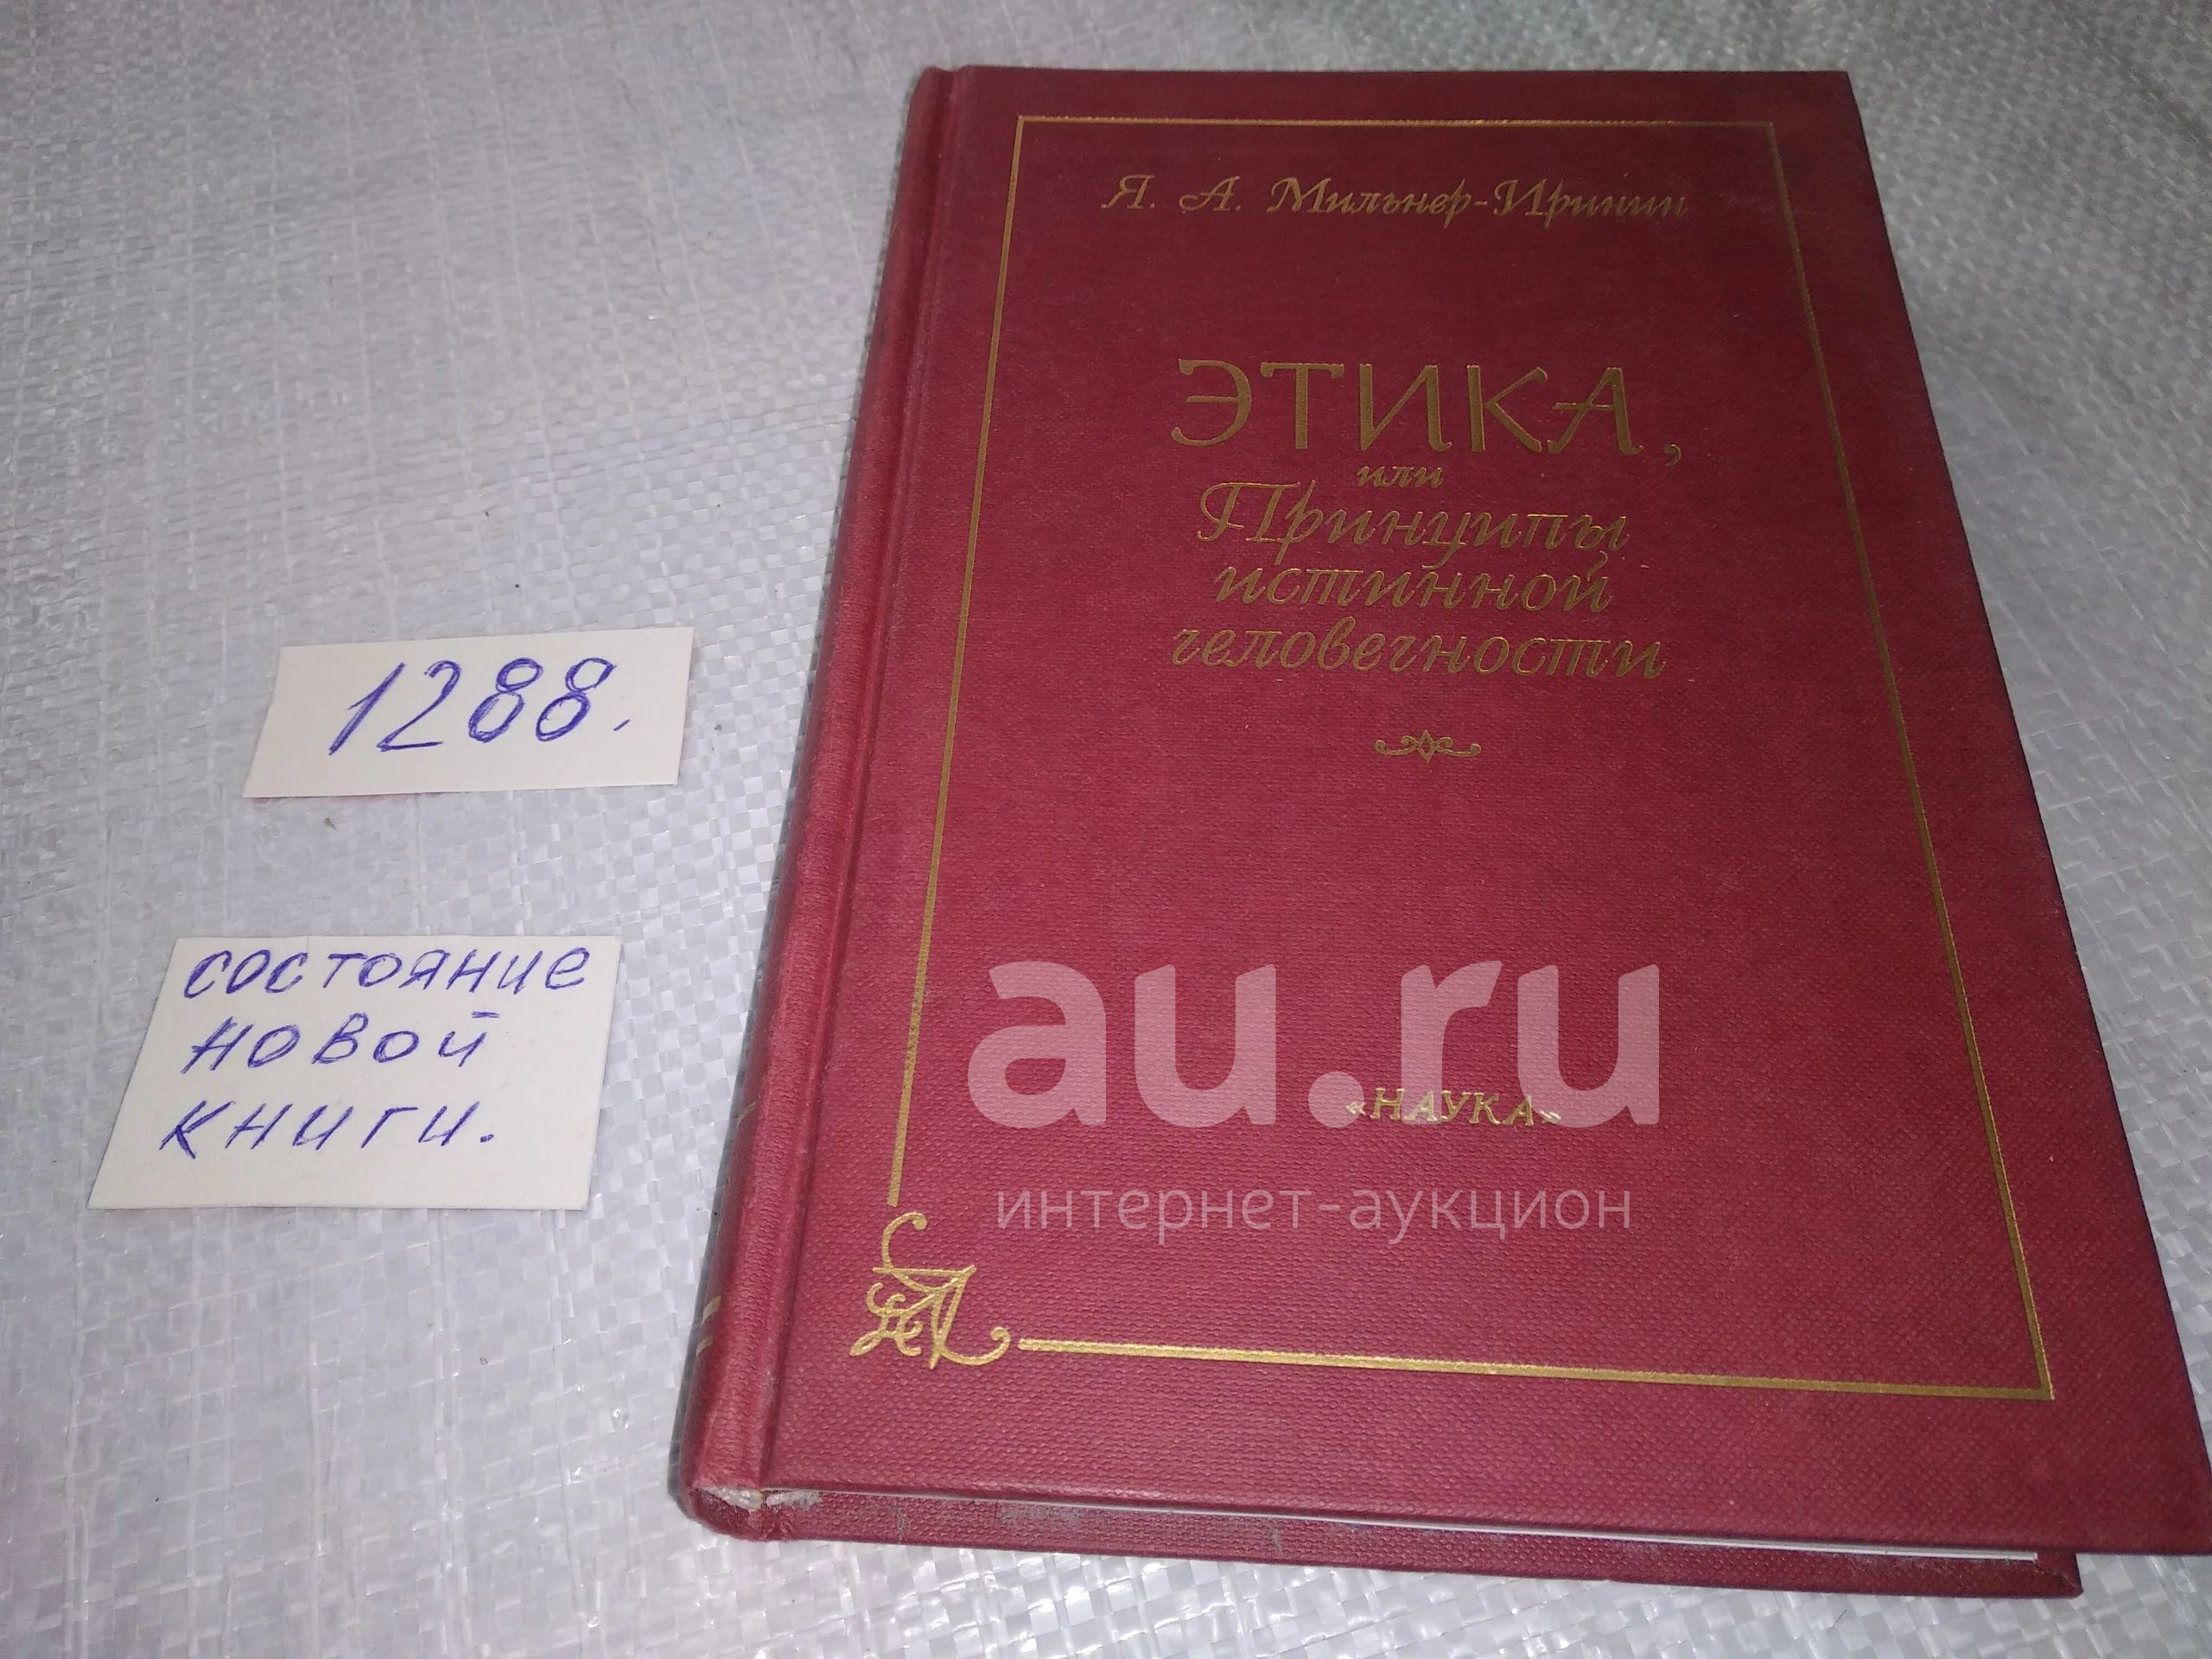 Я. А. Мильнер-Иринин
ЭТИКА,
или
Принципы
истинной
человечности
«НАУКА»
1288.
состояние
новой
книги.
au.ru
интернет-аукцион